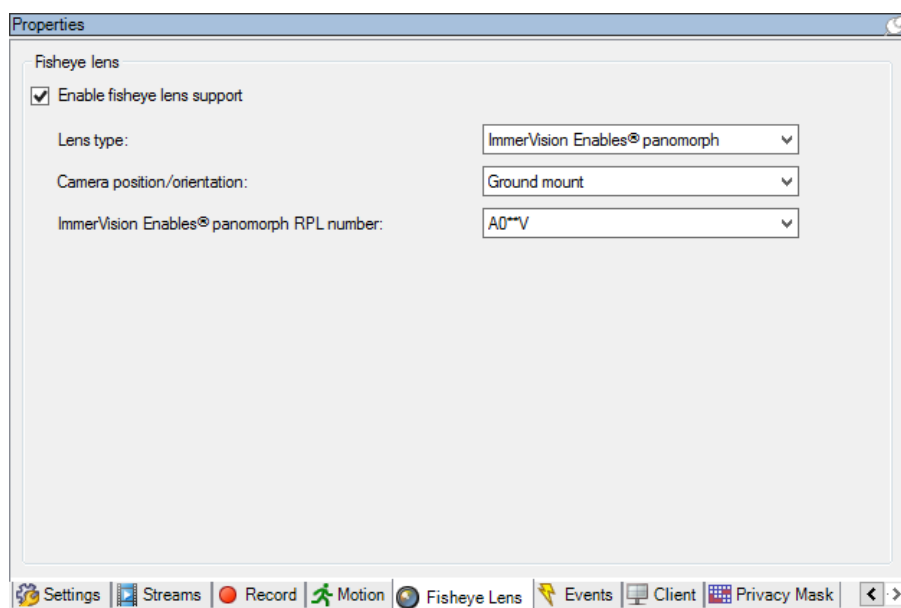 Properties
Fisheye lens
Enable fisheye lens support
Lens type: ImmerVision Enables® panomorph
Camera position/orientation: Ground mount
ImmerVision Enables® panomorph RPL number: A0**V
Settings Streams Record Motion Fisheye Lens Events Client Privacy Mask